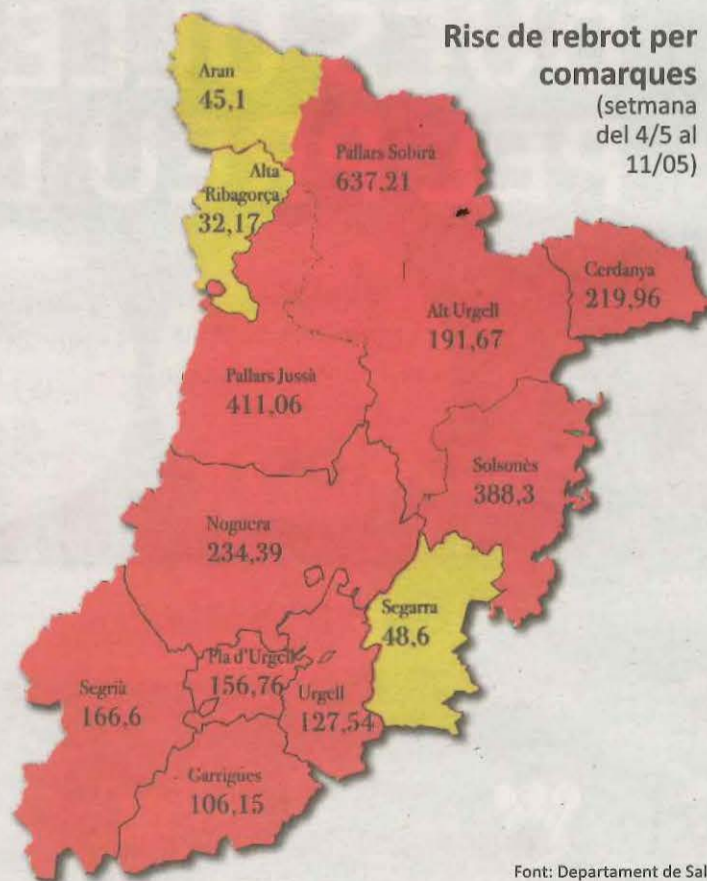 Risc de rebrot per
comarques
(setmana
del 4/5 al
11/05)
Aran
45,1
Alta
Ribagorça
32,17
Pallars Sobirà
637,21
Cerdanya
219,96
Alt Urgell
191,67
Pallars Jussà
411,06
Solsonès
388,3
Noguera
234,39
Segarra
48,6
Pla d'Urgell
156,76
Urgell
127,54
Segrià
166,6
Garrigues
106,15
Font: Departament de Sal